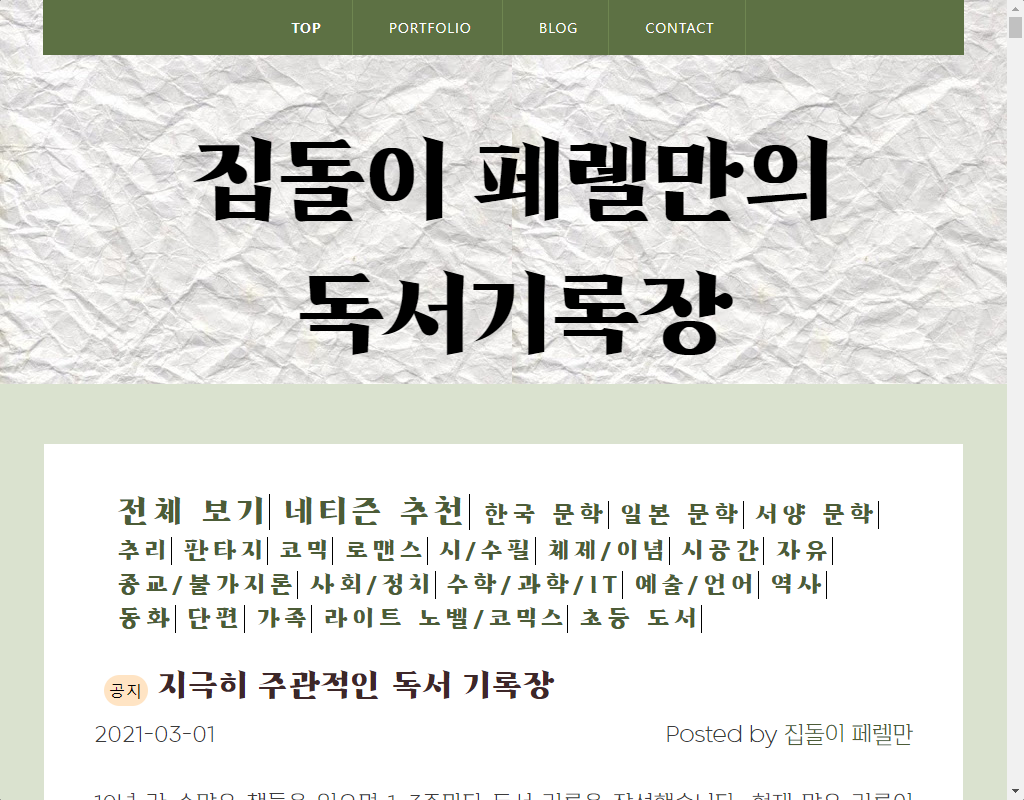 TOP PORTFOLIO BLOG CONTACT
집돌이 페렐만의
독서기록장
전체 보기| 네티즌 추천| 한국 문학| 일본 문학| 서양 문학|
추리| 판타지| 코믹| 로맨스| 시/수필| 체제/이념| 시공간| 자유|
종교/불가지론| 사회/정치| 수학/과학/IT| 예술/언어| 역사|
동화| 단편| 가족| 라이트 노벨/코믹스| 초등 도서|
공지 지극히 주관적인 독서 기록장
2021-03-01 Posted by 집돌이 페렐만